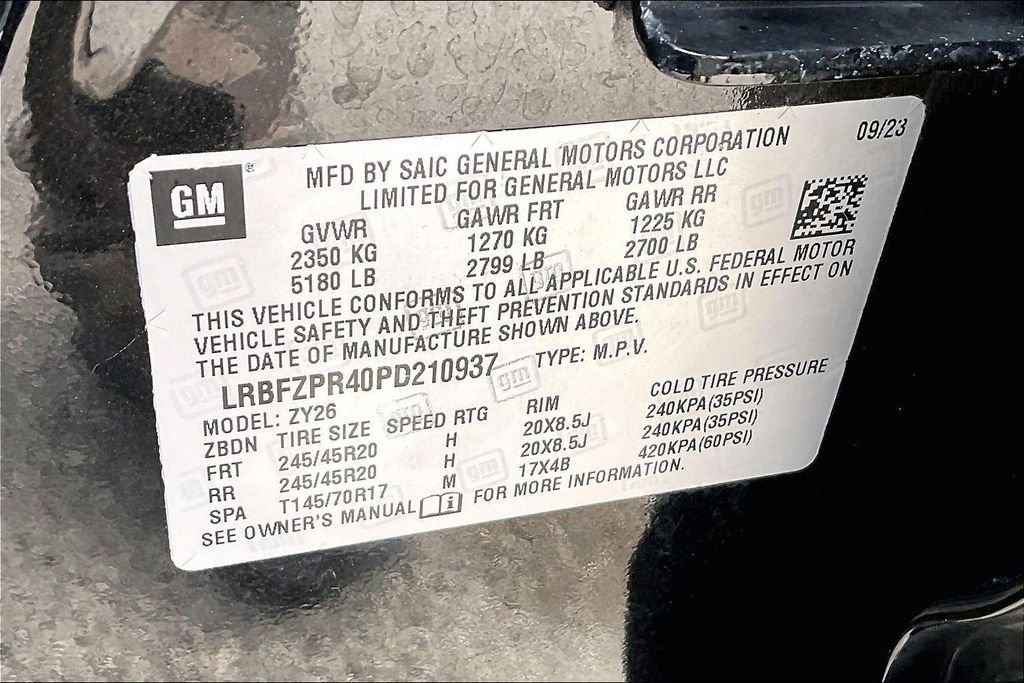 GM
MFD BY SAIC GENERAL MOTORS CORPORATION 09/23
LIMITED FOR GENERAL MOTORS LLC
GVWR GAWR FRT GAWR RR
2350 KG 1270 KG 1225 KG
5180 LB 2799 LB 2700 LB
THIS VEHICLE CONFORMS TO ALL APPLICABLE U.S. FEDERAL MOTOR
VEHICLE SAFETY AND THEFT PREVENTION STANDARDS IN EFFECT ON
THE DATE OF MANUFACTURE SHOWN ABOVE.
LRBFZPR40PD210937 TYPE: M.P.V.
MODEL: ZY26
ZBDN TIRE SIZE SPEED RTG RIM COLD TIRE PRESSURE
FRT 245/45R20 H 20X8.5J 240KPA(35PSI)
RR 245/45R20 H 20X8.5J 240KPA(35PSI)
SPA T145/70R17 M 17X4B 420KPA(60PSI)
SEE OWNER'S MANUAL FOR MORE INFORMATION.